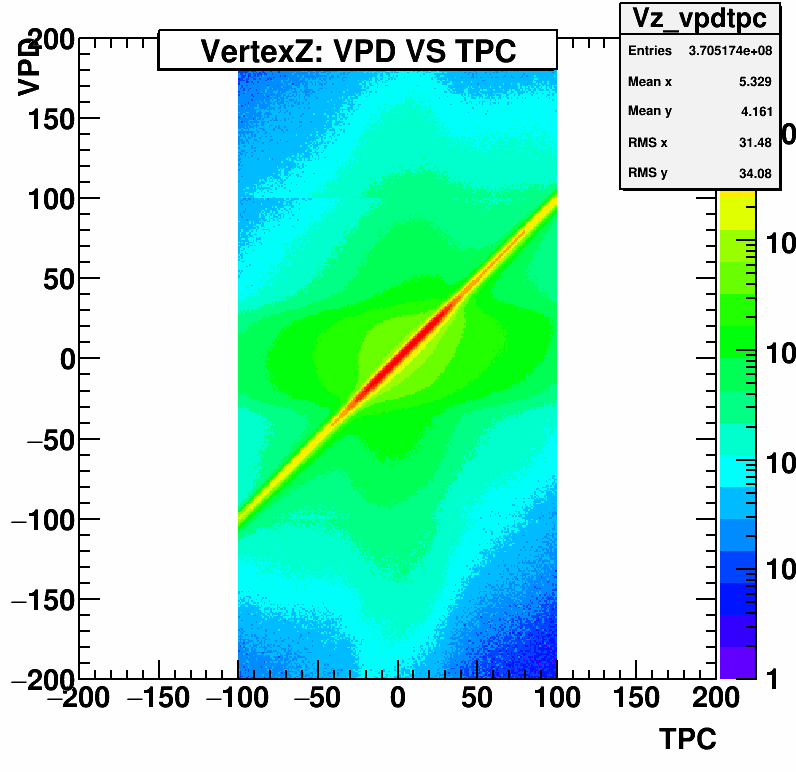 Vz_vpdtpc
Entries 3.705174e+08
Mean x 5.329
Mean y 4.161
RMS x 31.48
RMS y 34.08
VertexZ: VPD VS TPC
VPD
200
150
100
50
0
−50
−100
−150
−200
−200 −150 −100 −50 0 50 100 150 200
TPC
0
10
10
10
10
1